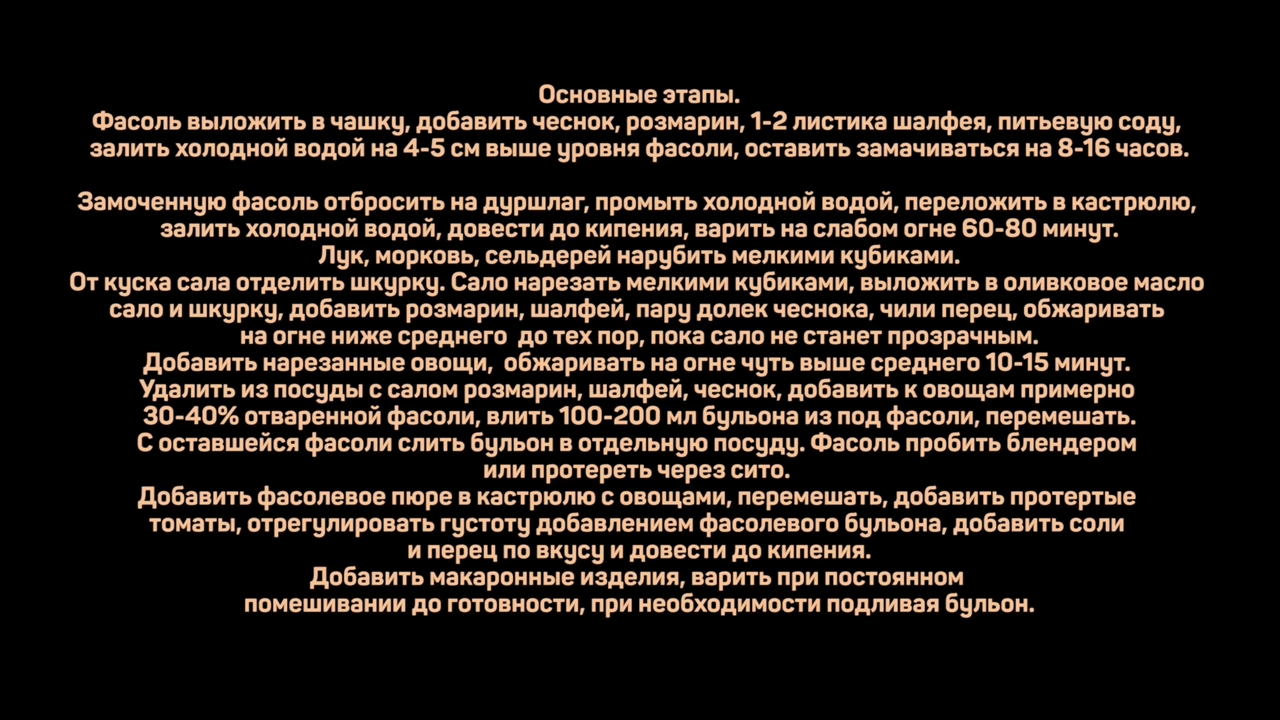 Основные этапы.
Фасоль выложить в чашку, добавить чеснок, розмарин, 1-2 листика шалфея, питьевую соду,
залить холодной водой на 4-5 см выше уровня фасоли, оставить замачиваться на 8-16 часов.
Замоченную фасоль отбросить на дуршлаг, промыть холодной водой, переложить в кастрюлю,
залить холодной водой, довести до кипения, варить на слабом огне 60-80 минут.
Лук, морковь, сельдерей нарубить мелкими кубиками.
От куска сала отделить шкурку. Сало нарезать мелкими кубиками, выложить в оливковое масло
сало и шкурку, добавить розмарин, шалфей, пару долек чеснока, чили перец, обжаривать
на огне ниже среднего  до тех пор, пока сало не станет прозрачным.
Добавить нарезанные овощи,  обжаривать на огне чуть выше среднего 10-15 минут.
Удалить из посуды с салом розмарин, шалфей, чеснок, добавить к овощам примерно
30-40% отваренной фасоли, влить 100-200 мл бульона из под фасоли, перемешать.
С оставшейся фасоли слить бульон в отдельную посуду. Фасоль пробить блендером
или протереть через сито.
Добавить фасолевое пюре в кастрюлю с овощами, перемешать, добавить протертые
томаты, отрегулировать густоту добавлением фасолевого бульона, добавить соли
и перец по вкусу и довести до кипения.
Добавить макаронные изделия, варить при постоянном
помешивании до готовности, при необходимости подливая бульон.